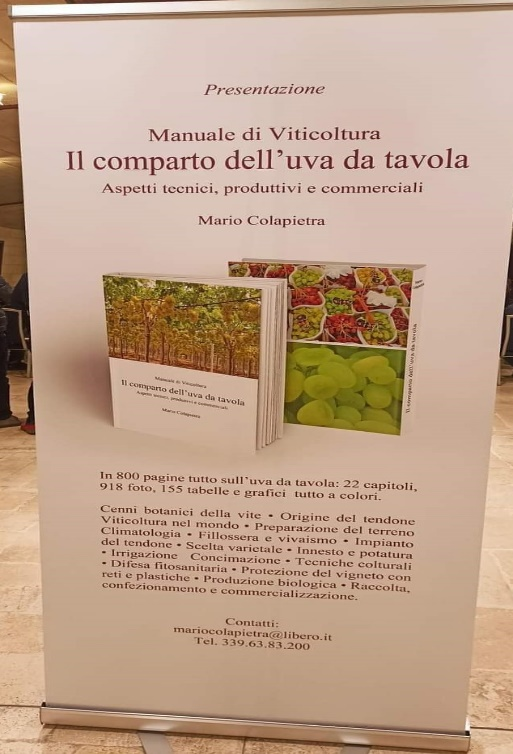 Presentazione
Manuale di Viticoltura
Il comparto dell'uva da tavola
Aspetti tecnici, produttivi e commerciali
Mario Colapietra
Manuale di Viticoltura
Il comparto dell'uva da tavola
Aspetti tecnici, produttivi e commerciali
Mario Colapietra
Il comparto dell'uva da tavola
In 800 pagine tutto sull'uva da tavola: 22 capitoli,
918 foto, 155 tabelle e grafici tutto a colori.
Cenni botanici della vite • Origine del tendone
Viticoltura nel mondo • Preparazione del terreno
Climatologia • Fillossera e vivaismo • Impianto
del tendone • Scelta varietale • Innesto e potatura
• Irrigazione Concimazione • Tecniche colturali
• Difesa fitosanitaria • Protezione del vigneto con
reti e plastiche • Produzione biologica • Raccolta,
confezionamento e commercializzazione.
Contatti:
mariocolapietra@libero.it
Tel. 339.63.83.200